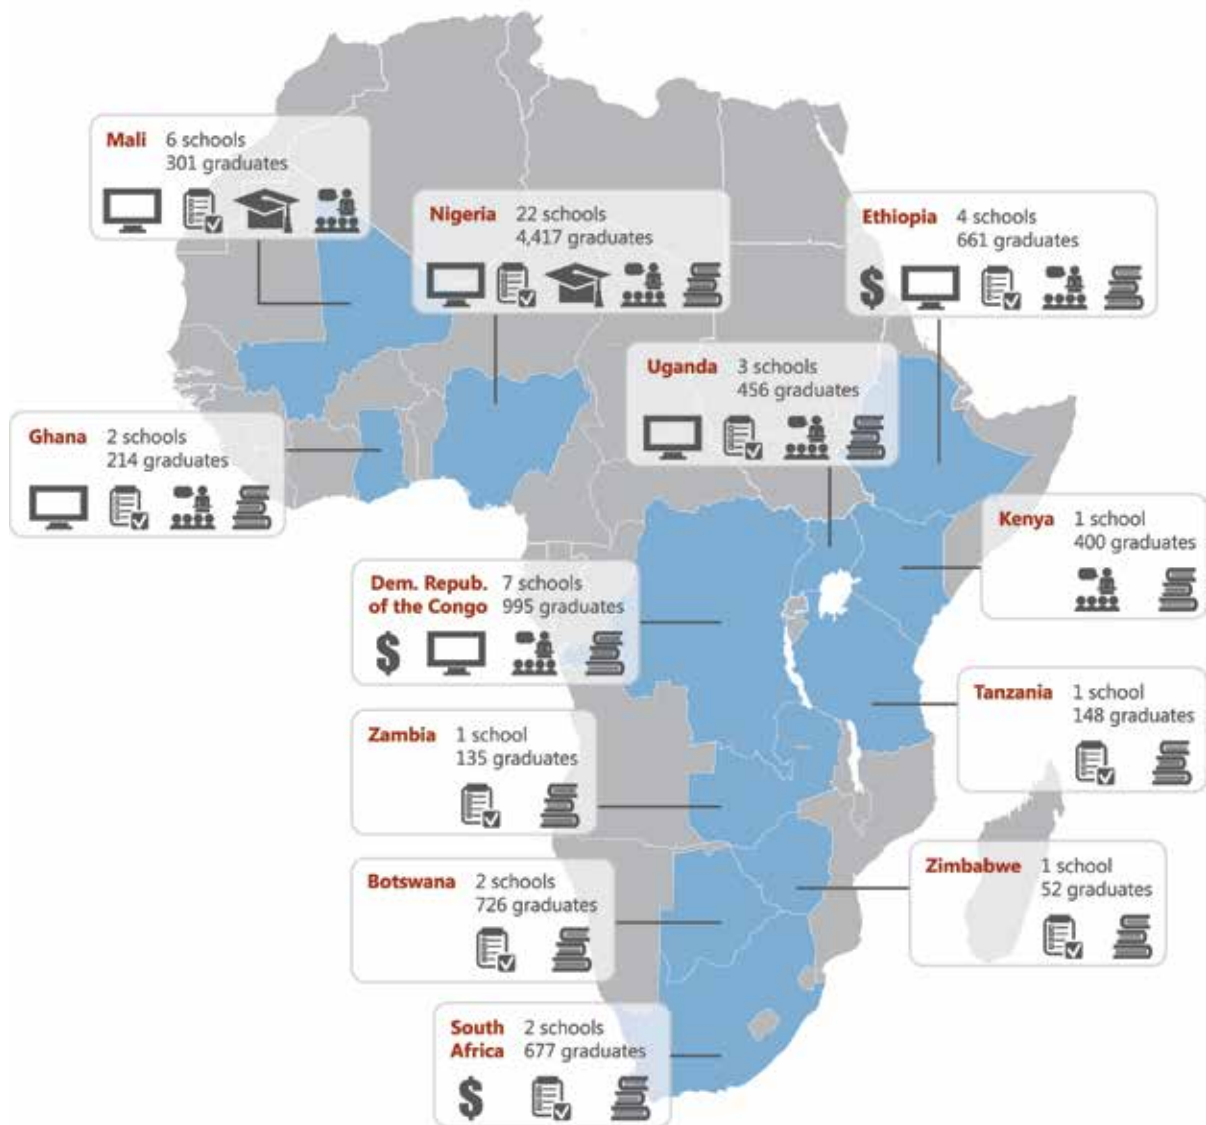 Mali 6 schools
301 graduates
Nigeria 22 schools
4,417 graduates
Ethiopia 4 schools
661 graduates
$
Uganda 3 schools
456 graduates
Ghana 2 schools
214 graduates
Kenya 1 school
400 graduates
Dem. Repub. 7 schools
of the Congo 995 graduates
$
Tanzania 1 school
148 graduates
Zambia 1 school
135 graduates
Zimbabwe 1 school
52 graduates
Botswana 2 schools
726 graduates
South 2 schools
Africa 677 graduates
$